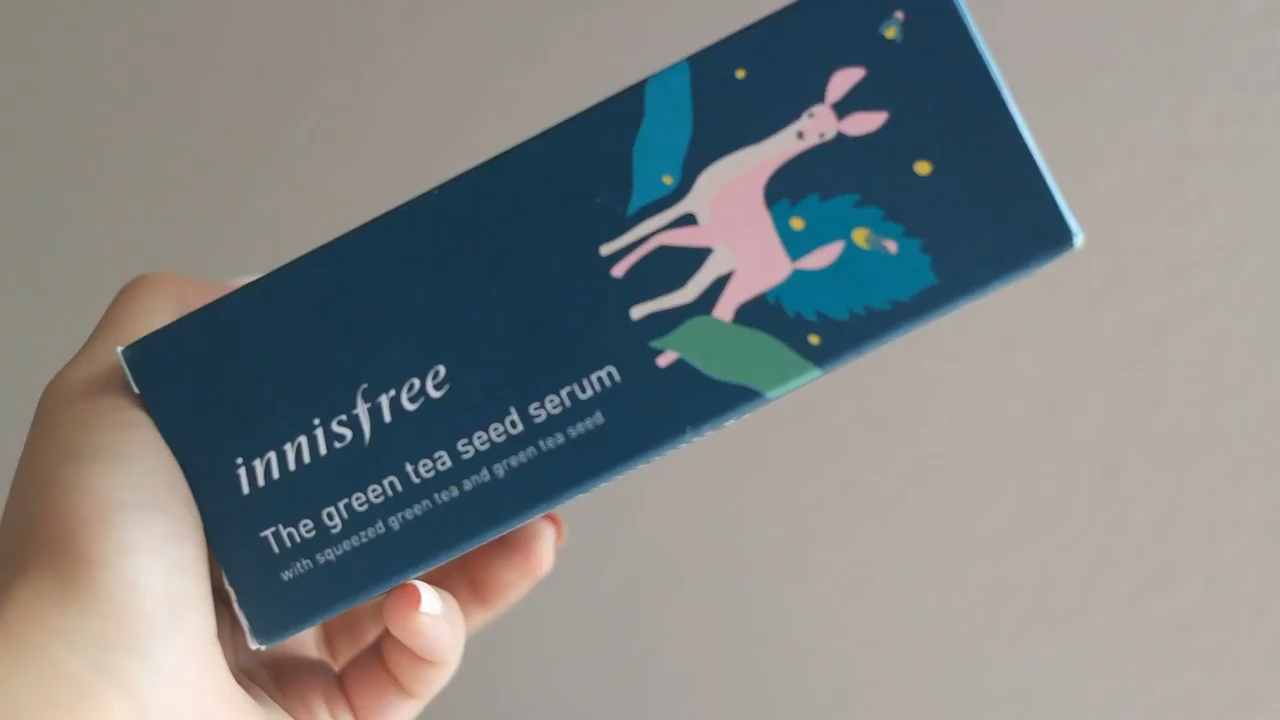 innisfree
The green tea seed serum
with squeezed green tea and green tea seed